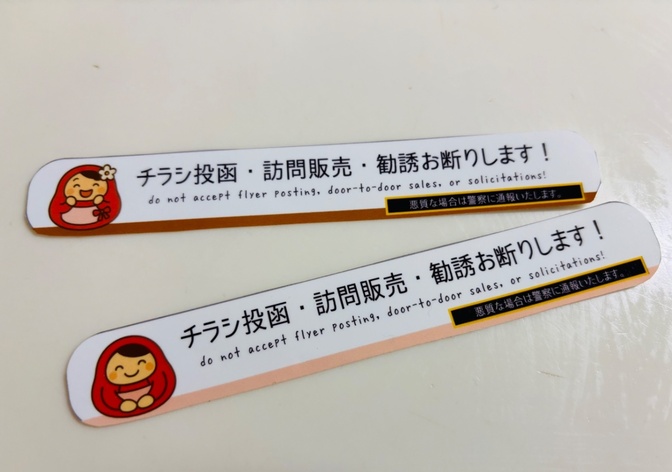 チラシ投函・訪問販売・勧誘お断りします！
do not accept flyer posting, door-to-door sales, or solicitations!
悪質な場合は警察に通報いたします。
チラシ投函・訪問販売・勧誘お断りします！
do not accept flyer posting, door-to-door sales, or solicitations!
悪質な場合は警察に通報いたします。